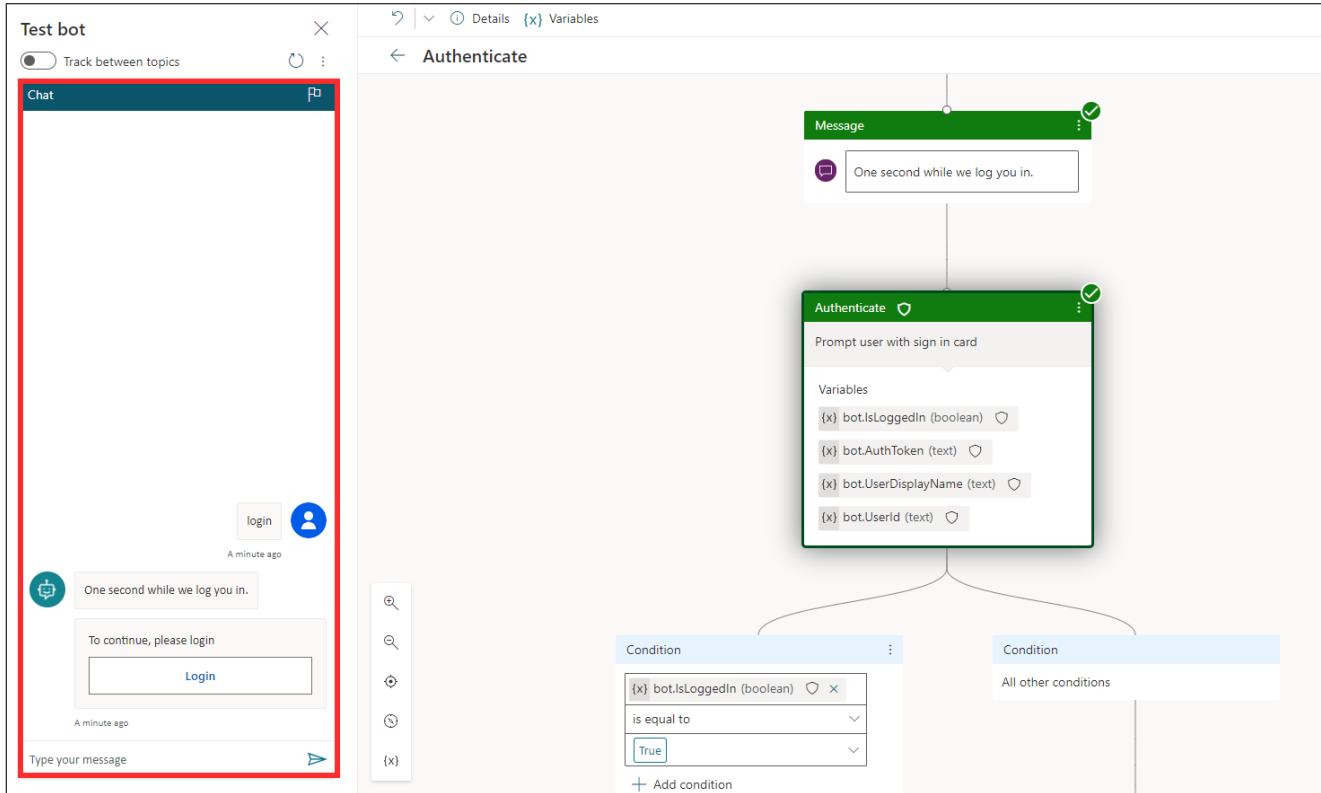 Test bot
Track between topics
Chat
login
A minute ago
One second while we log you in.
To continue, please login
Login
A minute ago
Type your message
Details {x} Variables
Authenticate
Message
One second while we log you in.
Authenticate
Prompt user with sign in card
Variables
{x} bot.IsLoggedIn (boolean)
{x} bot.AuthToken (text)
{x} bot.UserDisplayName (text)
{x} bot.UserId (text)
{x}
Condition
{x} bot.IsLoggedIn (boolean)
is equal to
True
Add condition
Condition
All other conditions